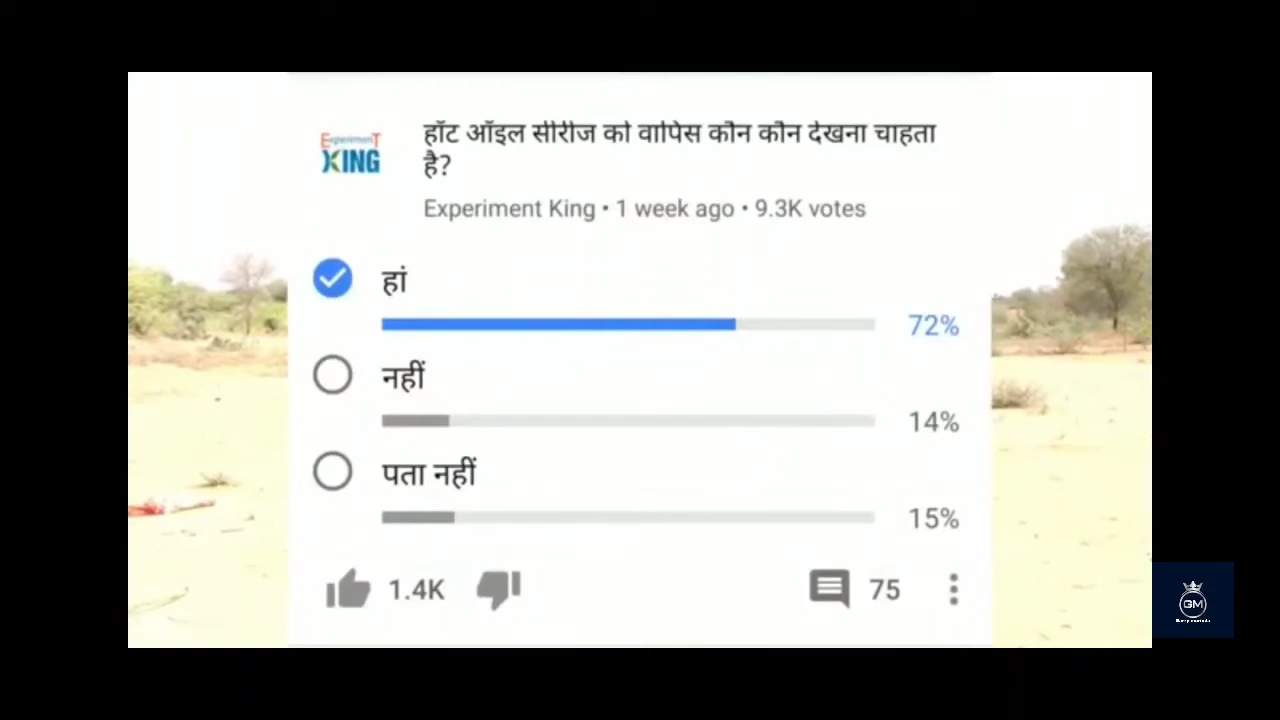 ExperimenT
KING
हॉट ऑइल सीरीज को वापिस कौन कौन देखना चाहता
है?
Experiment King • 1 week ago • 9.3K votes
हां
72%
नहीं
14%
पता नहीं
15%
1.4K
75
GM